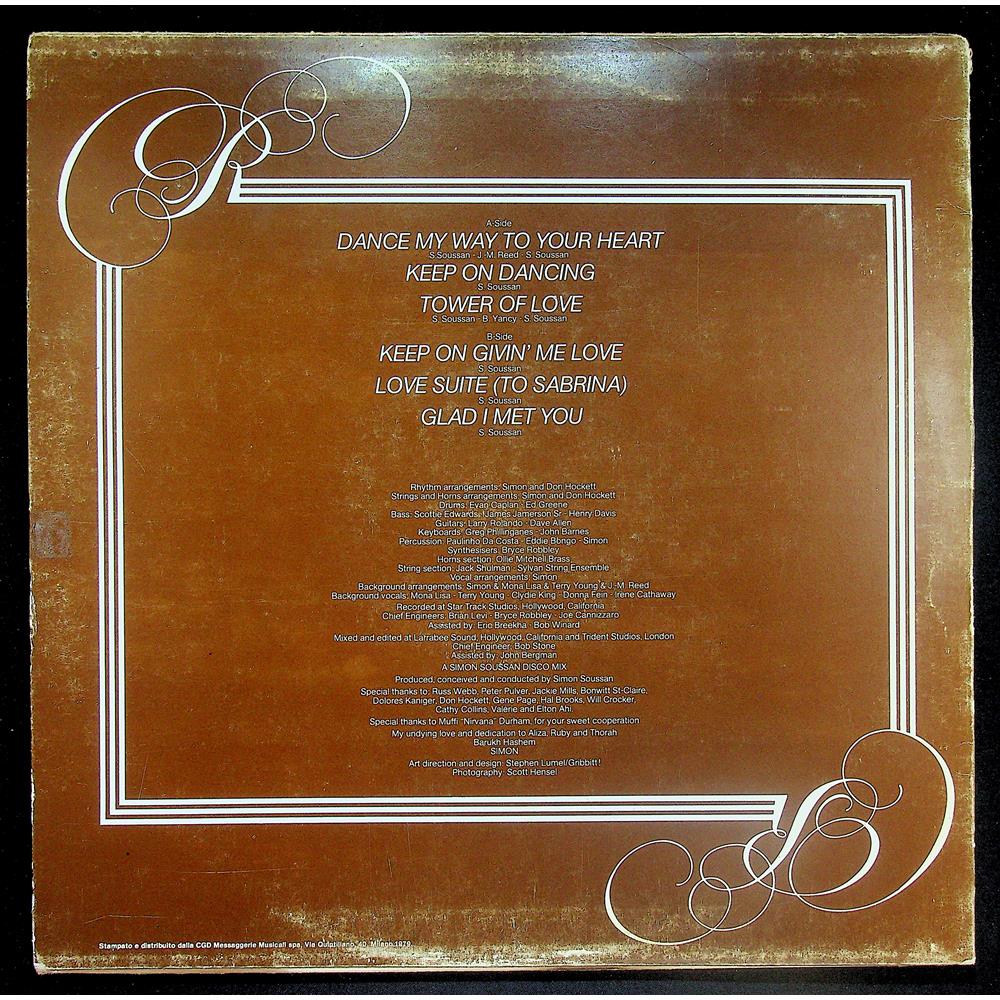 A-Side
DANCE MY WAY TO YOUR HEART
S.Soussan · J.-M. Reed · S. Soussan
KEEP ON DANCING
S. Soussan
TOWER OF LOVE
S. Soussan · B. Yancy · S. Soussan
B-Side
KEEP ON GIVIN' ME LOVE
S. Soussan
LOVE SUITE (TO SABRINA)
S. Soussan
GLAD I MET YOU
S. Soussan
Rhythm arrangements: Simon and Don Hockett
Strings and Horns arrangements: Simon and Don Hockett
Drums: Evan Caplan · Ed Greene
Bass: Scottie Edwards · James Jamerson Sr · Henry Davis
Guitars: Larry Rolando · Dave Allen
Keyboards: Greg Phillinganes · John Barnes
Percussion: Paulinho Da Costa · Eddie Bongo · Simon
Synthesisers: Bryce Robbley
Horns section: Ollie Mitchell Brass
String section: Jack Shulman · Sylvan String Ensemble
Vocal arrangements: Simon
Background arrangements: Simon & Mona Lisa & Terry Young & J.-M. Reed
Background vocals: Mona Lisa · Terry Young · Clydie King · Donna Fein · Irene Cathaway
Recorded at Star Track Studios, Hollywood, California
Chief Engineers: Brian Levi · Bryce Robbley · Joe Cannizzaro
Assisted by: Eric Breekha · Bob Winard
Mixed and edited at Larrabee Sound, Hollywood, California and Trident Studios, London
Chief Engineer: Bob Stone
Assisted by: John Bergman
A SIMON SOUSSAN DISCO MIX
Produced, conceived and conducted by Simon Soussan
Special thanks to: Russ Webb, Peter Pulver, Jackie Mills, Bonwitt St-Claire,
Dolores Kaniger, Don Hockett, Gene Page, Hal Brooks, Will Crocker,
Cathy Collins, Valerie and Elton Ahi.
Special thanks to Muffi "Nirvana" Durham, for your sweet cooperation
My undying love and dedication to Aliza, Ruby and Thorah
Barukh Hashem
SIMON
Art direction and design: Stephen Lumel/Gribbitt!
Photography: Scott Hensel
Stampato e distribuito dalla CGD Messaggerie Musicali spa, Via Quintiliano, 40, Milano 1979